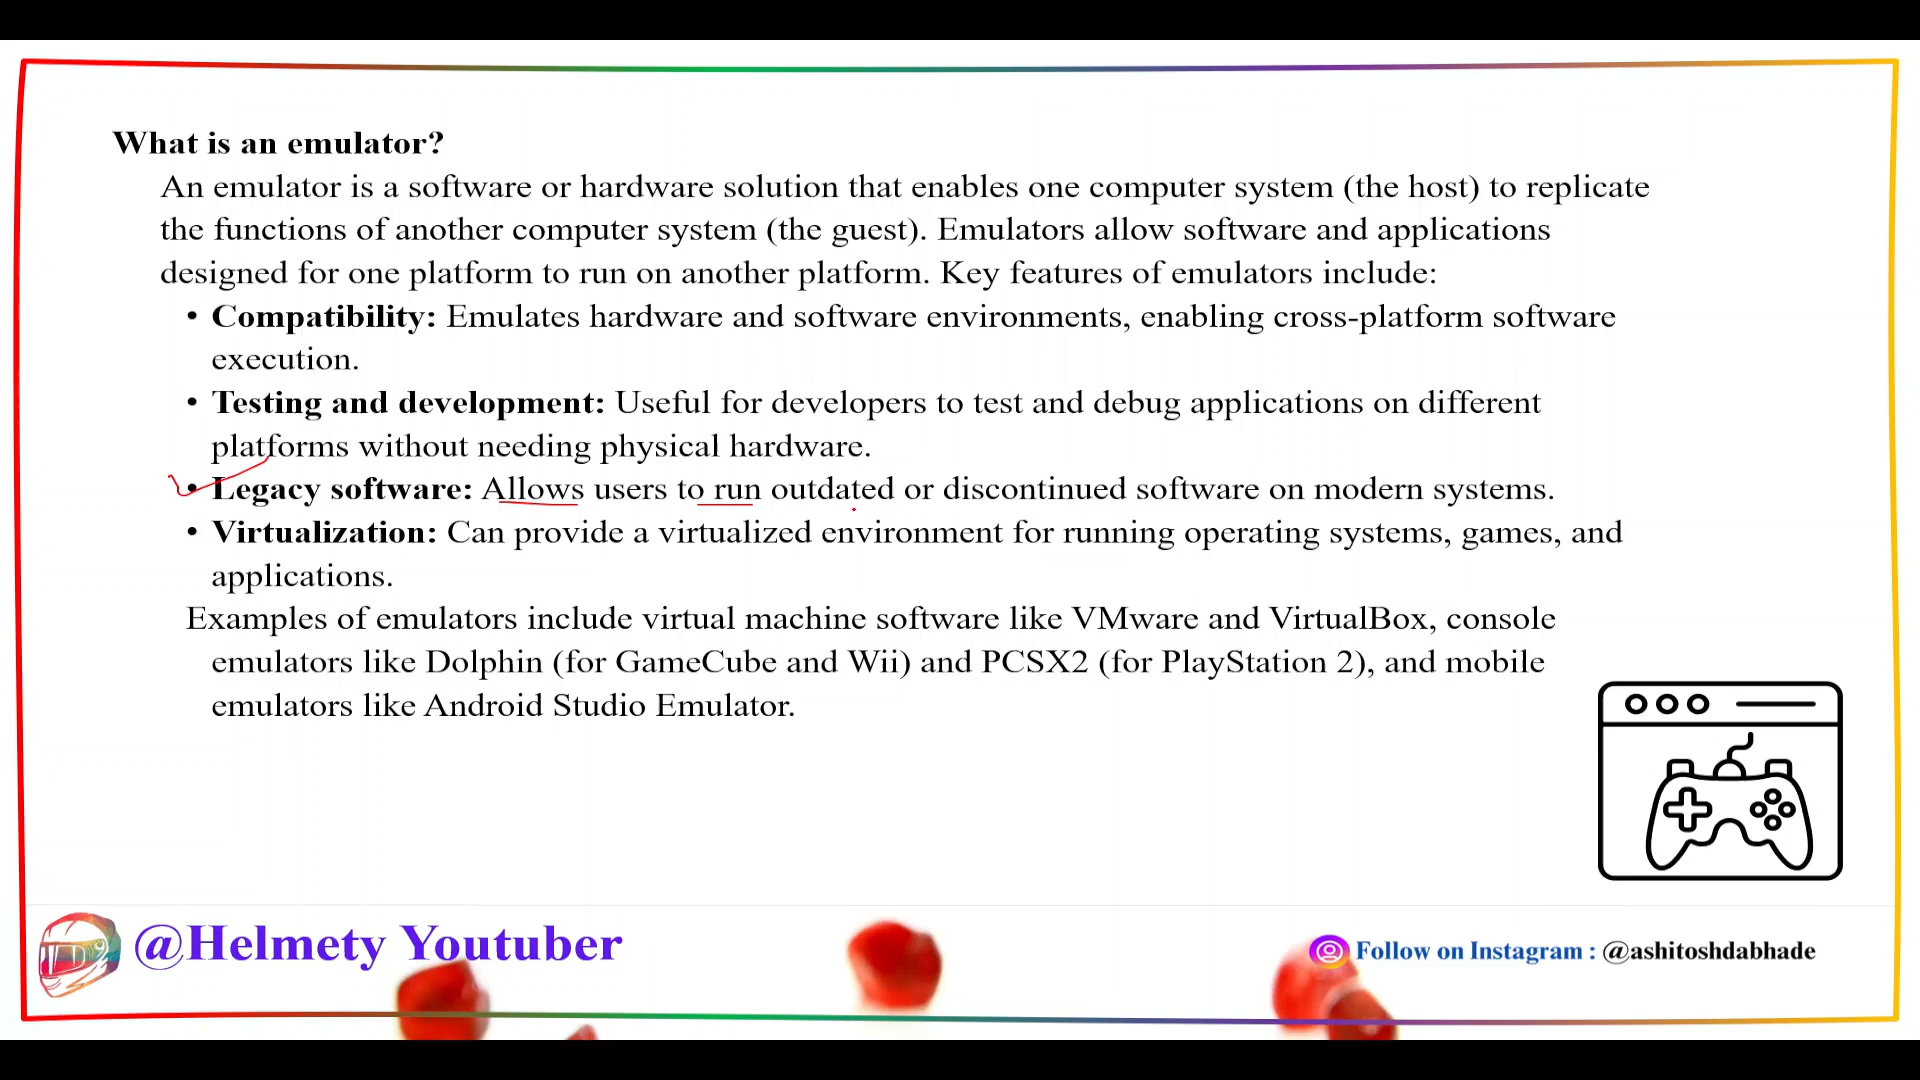 What is an emulator?
An emulator is a software or hardware solution that enables one computer system (the host) to replicate
the functions of another computer system (the guest). Emulators allow software and applications
designed for one platform to run on another platform. Key features of emulators include:
• Compatibility: Emulates hardware and software environments, enabling cross-platform software
execution.
• Testing and development: Useful for developers to test and debug applications on different
platforms without needing physical hardware.
• Legacy software: Allows users to run outdated or discontinued software on modern systems.
• Virtualization: Can provide a virtualized environment for running operating systems, games, and
applications.
Examples of emulators include virtual machine software like VMware and VirtualBox, console
emulators like Dolphin (for GameCube and Wii) and PCSX2 (for PlayStation 2), and mobile
emulators like Android Studio Emulator.
@Helmety Youtuber
Follow on Instagram : @ashitoshdabhade